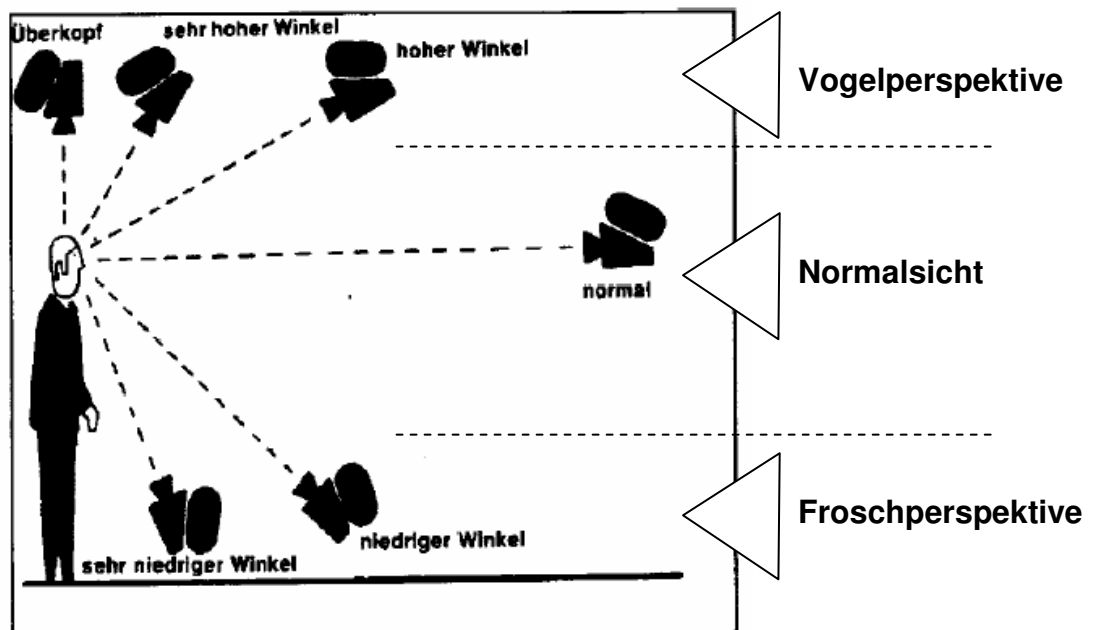 Überkopf
sehr hoher Winkel
hoher Winkel
Vogelperspektive
normal
Normalsicht
niedriger Winkel
sehr niedriger Winkel
Froschperspektive